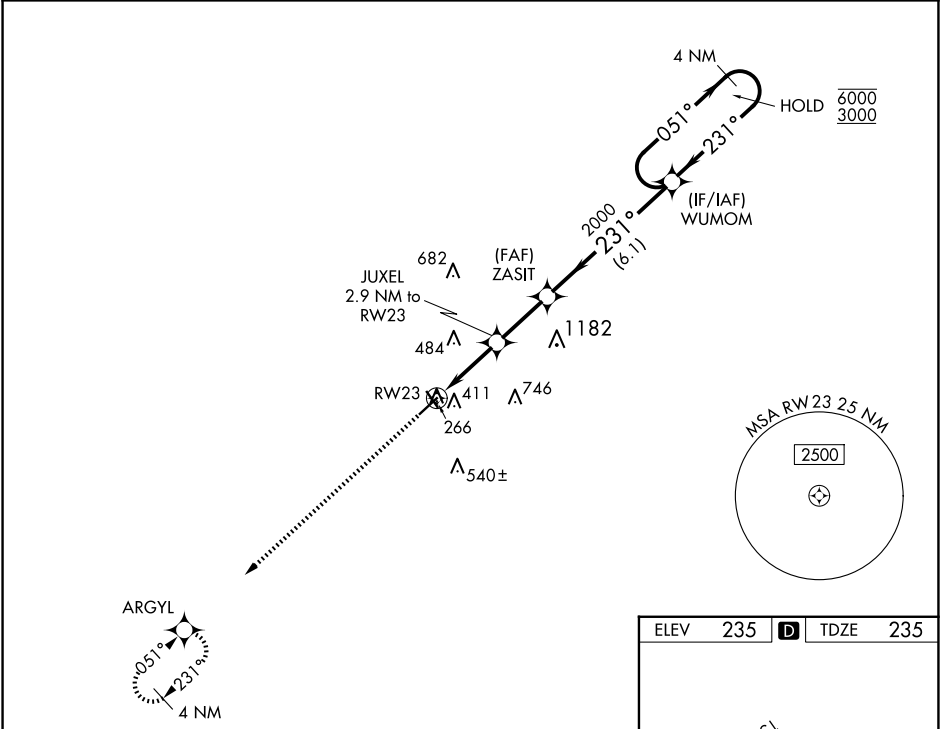 4 NM
HOLD 6000
3000
051°
231°
(IF/IAF)
WUMOM
2000
231°
(6.1)
(FAF)
ZASIT
682
JUXEL
2.9 NM to
RW23
484
1182
RW23
411
746
266
540±
MSA RW23 25 NM
2500
ARGYL
051°
231°
4 NM
ELEV 235 D TDZE 235